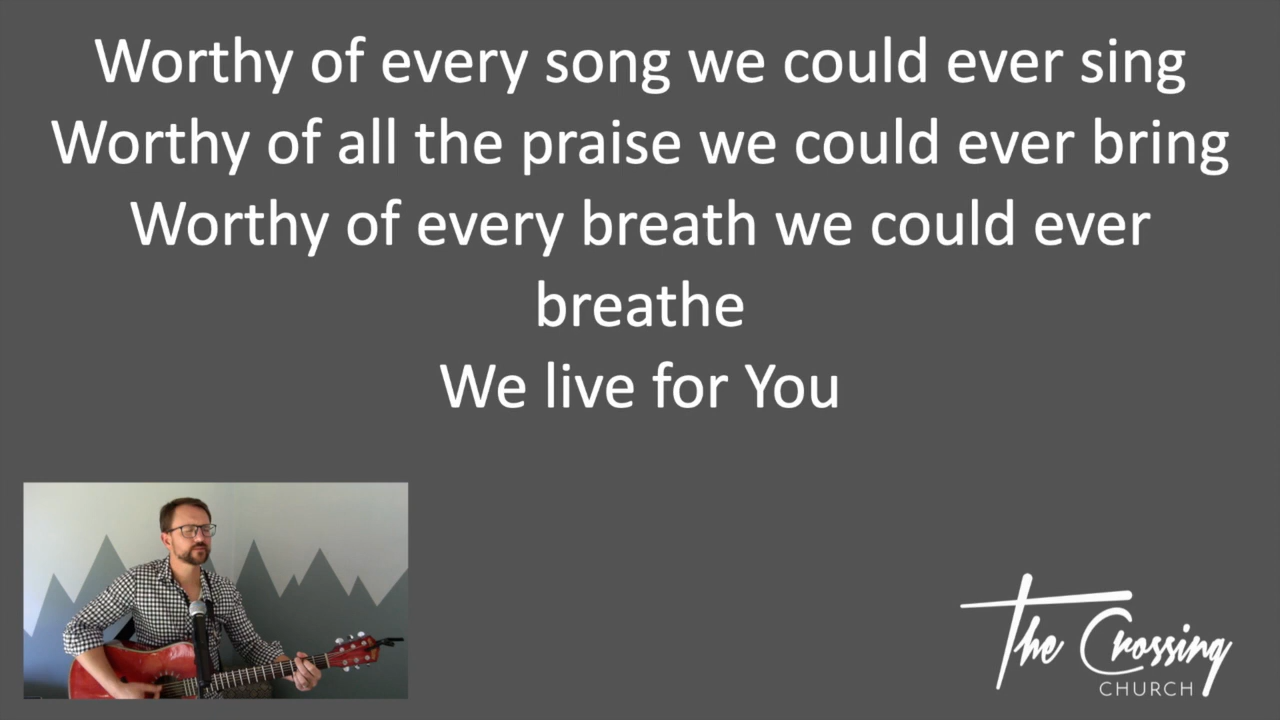 Worthy of every song we could ever sing
Worthy of all the praise we could ever bring
Worthy of every breath we could ever
breathe
We live for You
The Crossing
CHURCH